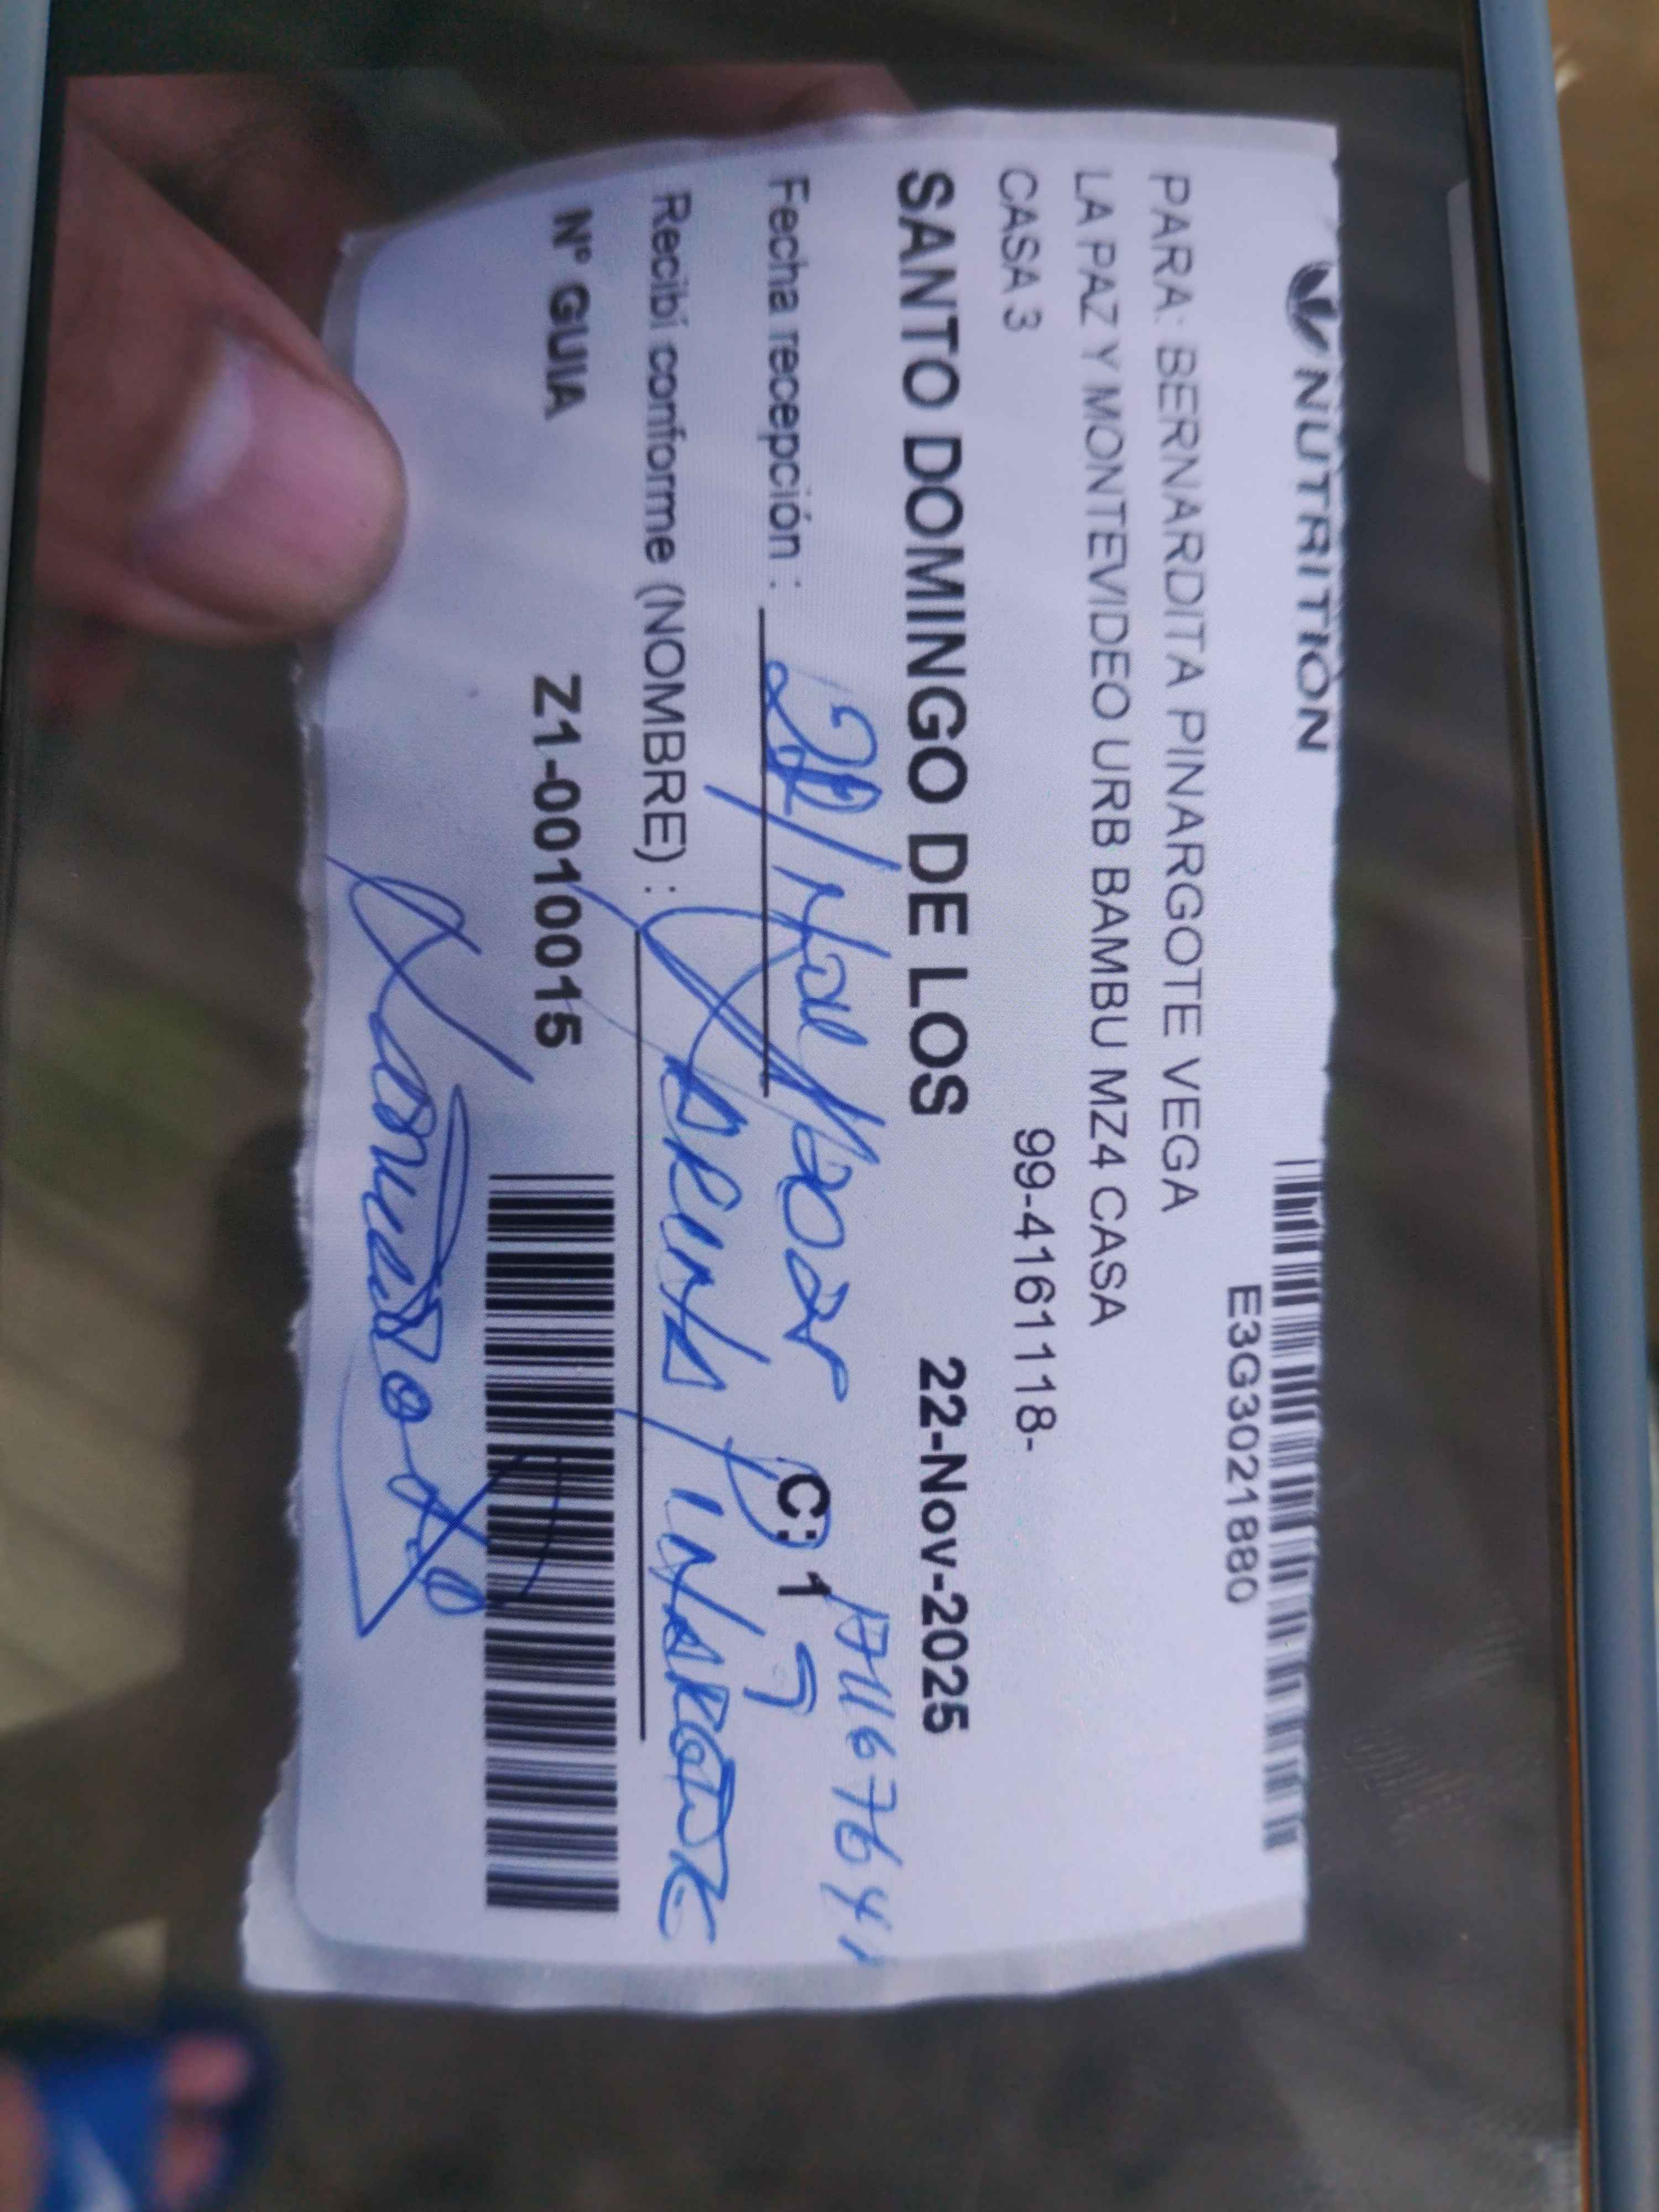 NUTRITION
E3G3021880
PARA: BERNARDITA PINARGOTE VEGA
LA PAZ Y MONTEVIDEO URB BAMBU MZ4 CASA
CASA 3
99-4161118-
SANTO DOMINGO DE LOS
22-Nov-2025
Fecha recepción :
C: 1
Recibí conforme (NOMBRE) :
PINARGOTE
N° GUIA
Z1-00100015